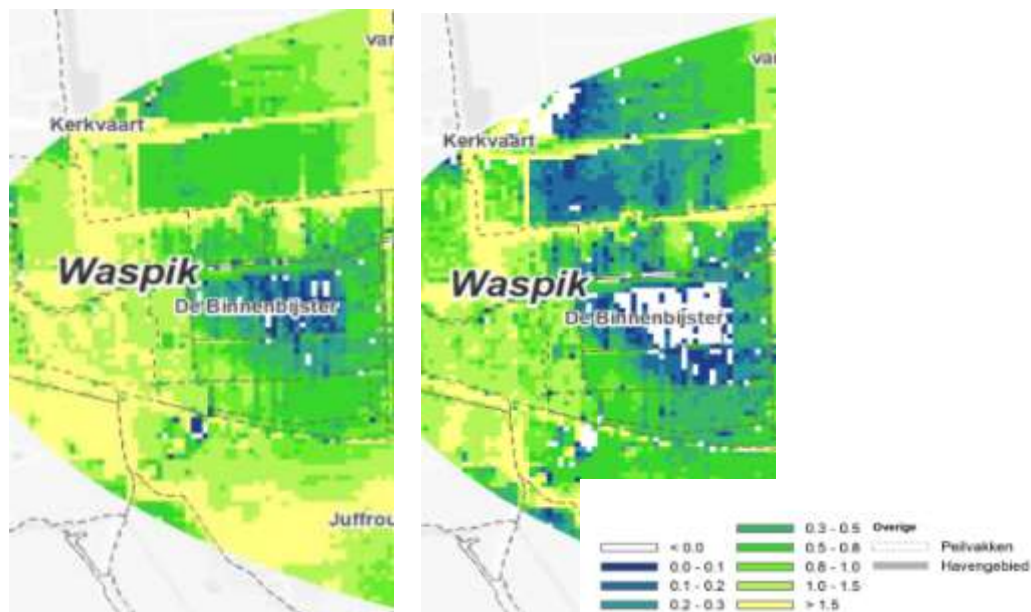 van
Kerkvaart
Waspik
De Binnenbijster
Juffrou
va
Kerkvaart
Waspik
De Binnenbijster
< 0.0
0.0 - 0.1
0.1 - 0.2
0.2 - 0.3
0.3 - 0.5
0.5 - 0.8
0.8 - 1.0
1.0 - 1.5
> 1.5
Overige
Peilvakken
Havengebied